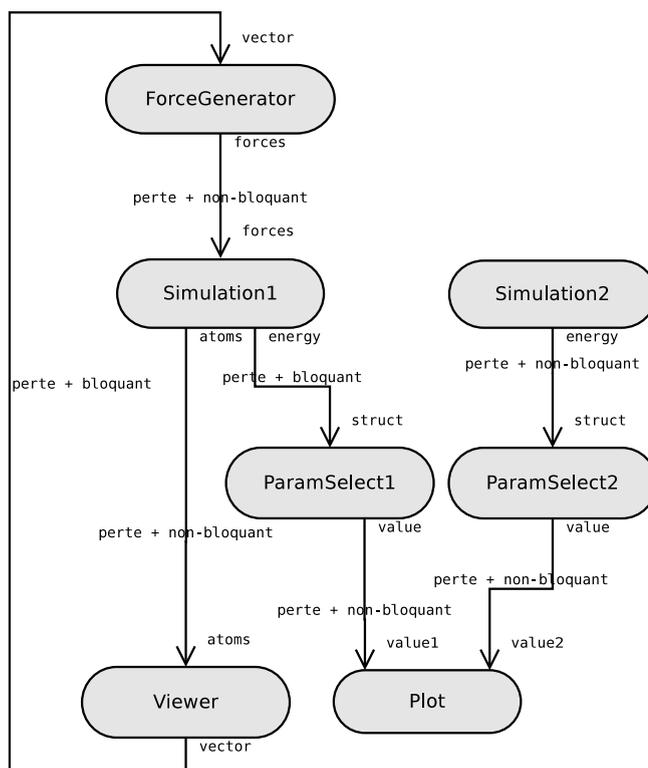 vector
ForceGenerator
forces
perte + non-bloquant
forces
Simulation1
Simulation2
atoms
energy
energy
perte + non-bloquant
perte + bloquant
perte + bloquant
struct
struct
ParamSelect1
ParamSelect2
value
value
perte + non-bloquant
perte + non-bloquant
perte + non-bloquant
atoms
value1
value2
Viewer
Plot
vector